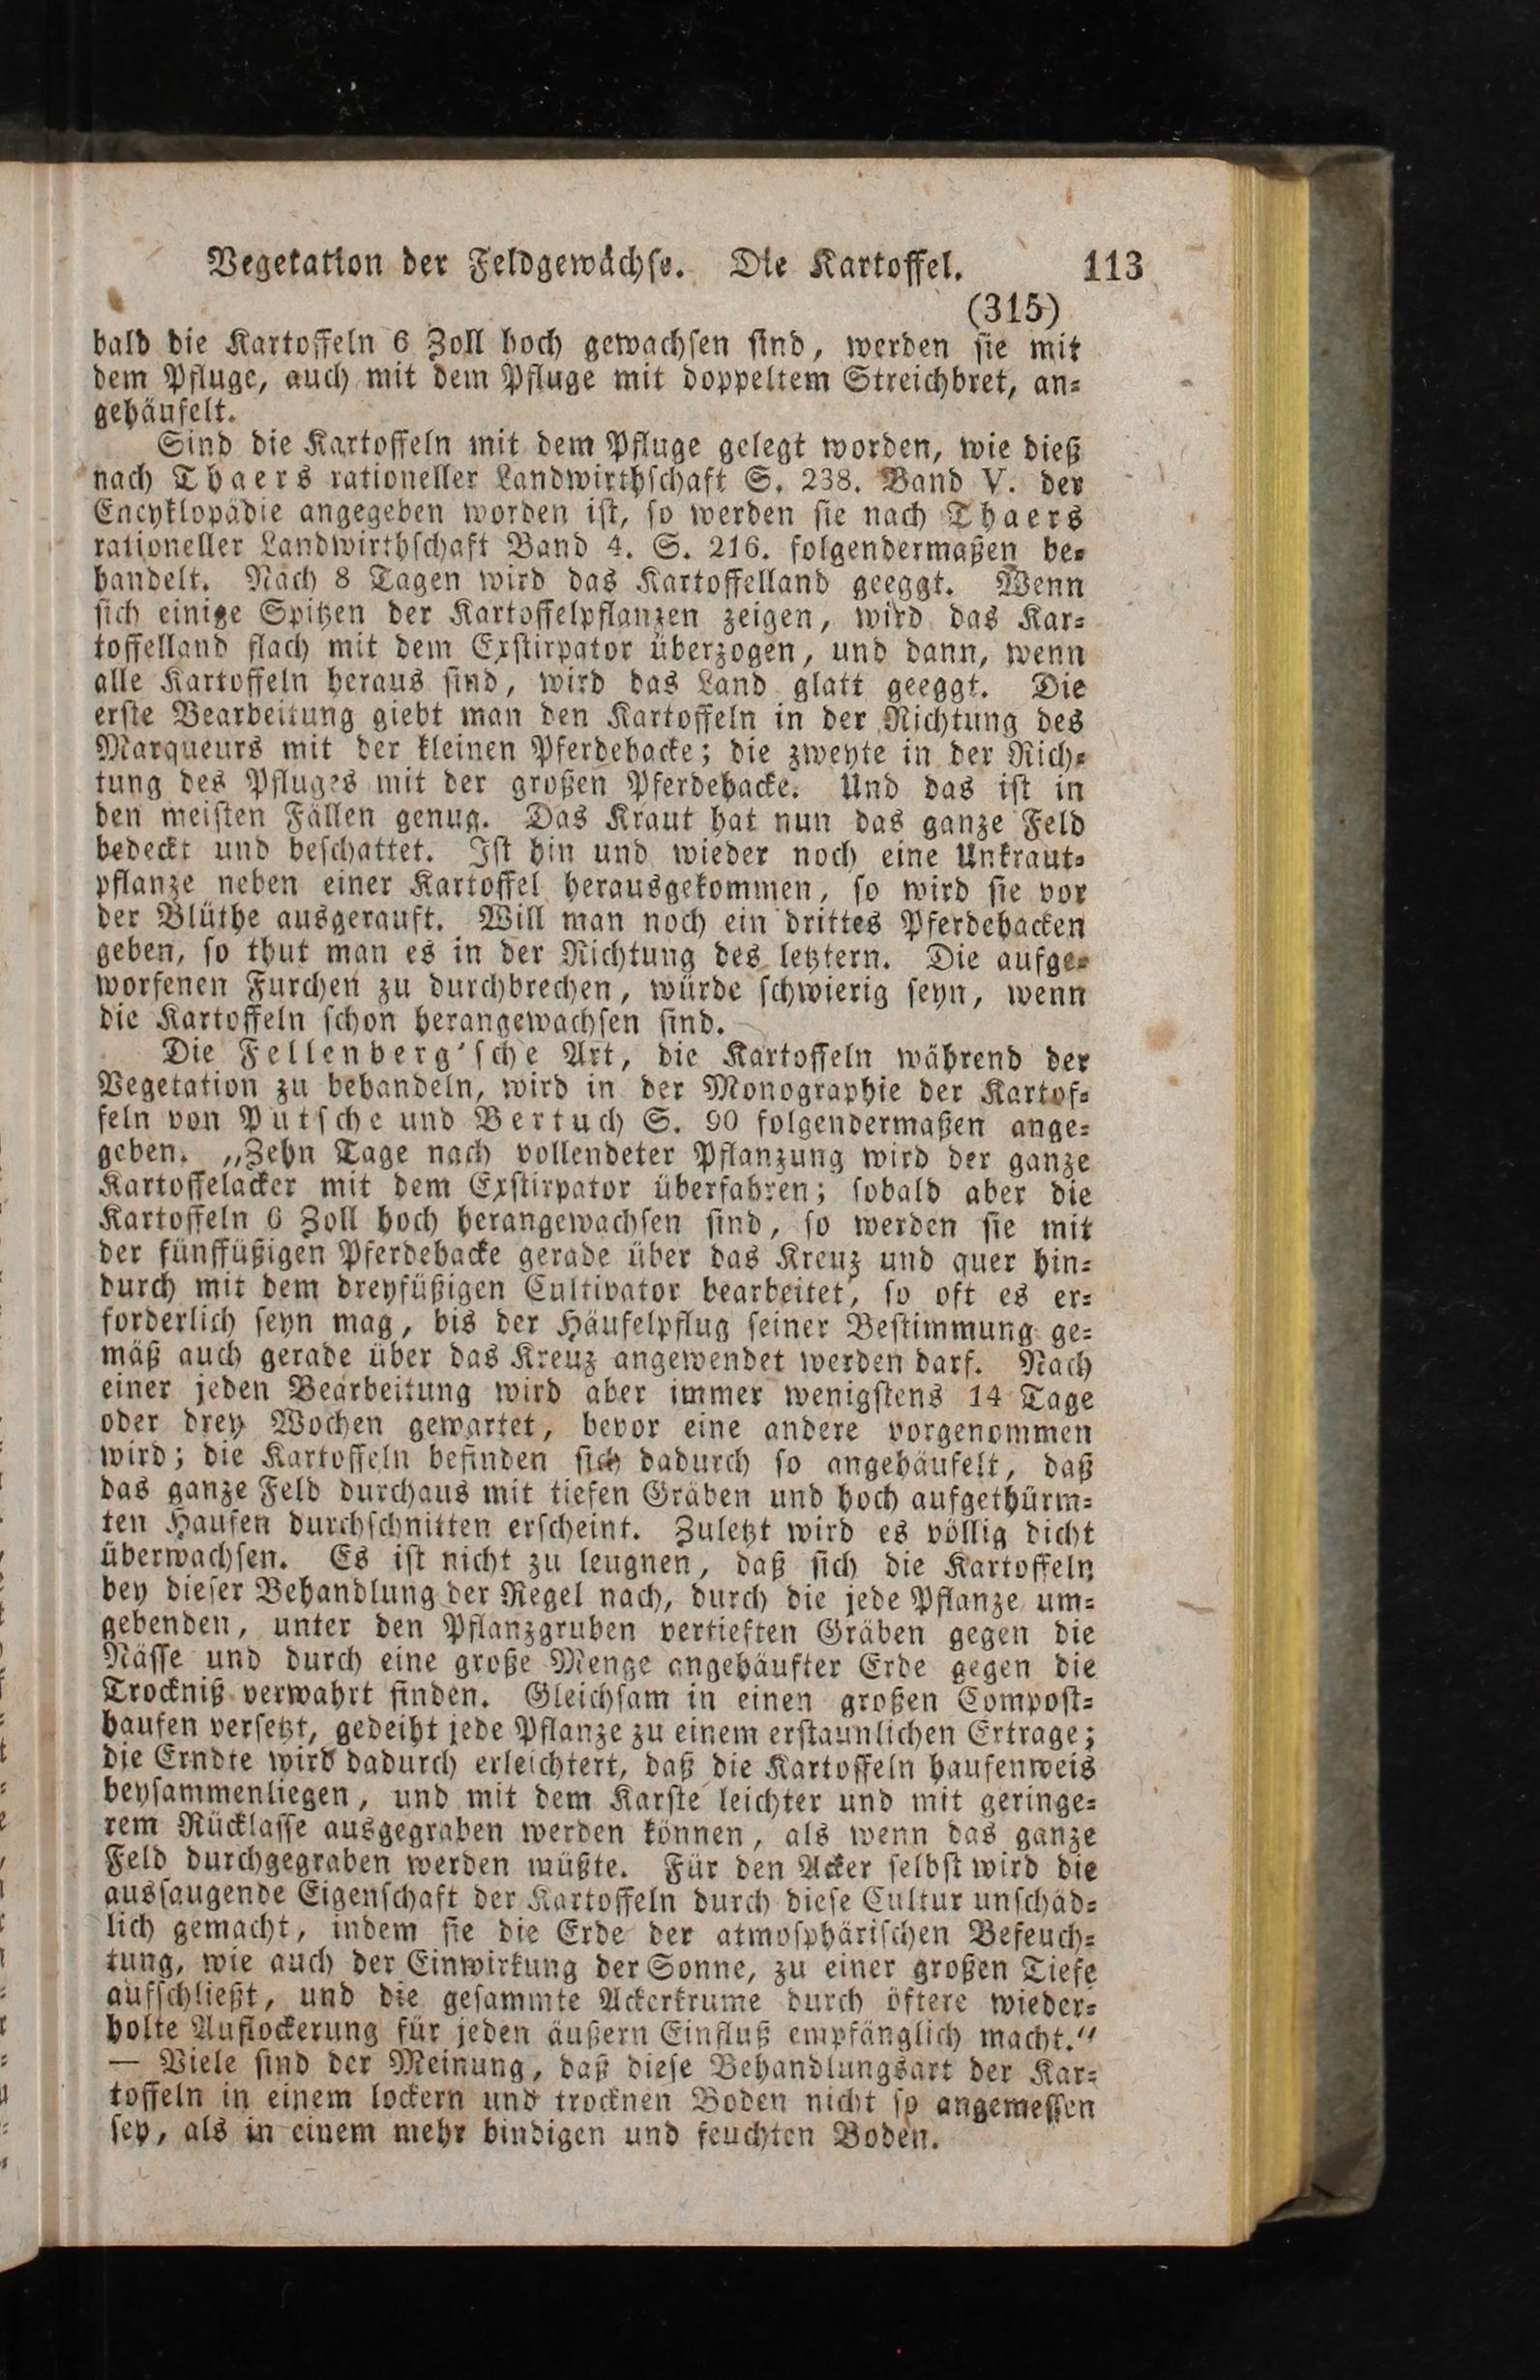 Vegetation der Feldgewächse. Die Kartoffel. 113
(315)
bald die Kartoffeln 6 Zoll hoch gewachſen ſind, werden ſie mit
dem Pfluge, auch mit dem Pfluge mit doppeltem Streichbret, an⸗
gehäufelt.
Sind die Kartoffeln mit dem Pfluge gelegt worden, wie dieß
nach Thaers rationeller Landwirthſchaft S. 238. Band V. der
Encyklopädie angegeben worden iſt, ſo werden ſie nach Thaers
rationeller Landwirthſchaft Band 4. S. 216. folgendermaßen be⸗
handelt. Nach 8 Tagen wird das Kartoffelland geeggt. Wenn
ſich einige Spitzen der Kartoffelpflanzen zeigen, wird das Kar⸗
toffelland flach mit dem Exſtirpator überzogen, und dann, wenn
alle Kartoffeln heraus ſind, wird das Land glatt geeggt. Die
erſte Bearbeitung giebt man den Kartoffeln in der Richtung des
Marqueurs mit der kleinen Pferdehacke; die zweyte in der Rich⸗
tung des Pfluges mit der großen Pferdehacke. Und das iſt in
den meiſten Fällen genug. Das Kraut hat nun das ganze Feld
bedeckt und beſchattet. Iſt hin und wieder noch eine Unkraut⸗
pflanze neben einer Kartoffel herausgekommen, ſo wird ſie vor
der Blüthe ausgerauft. Will man noch ein drittes Pferdehacken
geben, ſo thut man es in der Richtung des letztern. Die aufge⸗
worfenen Furchen zu durchbrechen, würde ſchwierig ſeyn, wenn
die Kartoffeln ſchon herangewachſen ſind.
Die Fellenberg'ſche Art, die Kartoffeln während der
Vegetation zu behandeln, wird in der Monographie der Kartof⸗
feln von Putſche und Bertuch S. 90 folgendermaßen ange⸗
geben. „Zehn Tage nach vollendeter Pflanzung wird der ganze
Kartoffelacker mit dem Exſtirpator überfahren; ſobald aber die
Kartoffeln 6 Zoll hoch herangewachſen ſind, ſo werden ſie mit
der fünffüßigen Pferdehacke gerade über das Kreuz und quer hin⸗
durch mit dem dreyfüßigen Cultivator bearbeitet, ſo oft es er⸗
forderlich ſeyn mag, bis der Häufelpflug ſeiner Beſtimmung ge⸗
mäß auch gerade über das Kreuz angewendet werden darf. Nach
einer jeden Bearbeitung wird aber immer wenigſtens 14 Tage
oder drey Wochen gewartet, bevor eine andere vorgenommen
wird; die Kartoffeln befinden ſich dadurch ſo angehäufelt, daß
das ganze Feld durchaus mit tiefen Gräben und hoch aufgethürm⸗
ten Haufen durchſchnitten erſcheint. Zuletzt wird es völlig dicht
überwachſen. Es iſt nicht zu leugnen, daß ſich die Kartoffeln
bey dieſer Behandlung der Regel nach, durch die jede Pflanze um⸗
gebenden, unter den Pflanzgruben vertieften Gräben gegen die
Näſſe und durch eine große Menge angehäufter Erde gegen die
Trockniß verwahrt finden. Gleichſam in einen großen Compoſt⸗
haufen verſetzt, gedeiht jede Pflanze zu einem erſtaunlichen Ertrage;
die Erndte wird dadurch erleichtert, daß die Kartoffeln haufenweis
beyſammenliegen, und mit dem Karſte leichter und mit geringe⸗
rem Rücklaſſe ausgegraben werden können, als wenn das ganze
Feld durchgegraben werden müßte. Für den Acker ſelbſt wird die
ausſaugende Eigenſchaft der Kartoffeln durch dieſe Cultur unſchäd⸗
lich gemacht, indem ſie die Erde der atmoſphäriſchen Befeuch⸗
tung, wie auch der Einwirkung der Sonne, zu einer großen Tiefe
aufſchließt, und die geſammte Ackerkrume durch öftere wieder⸗
holte Auflockerung für jeden äußern Einfluß empfänglich macht.“
— Viele ſind der Meinung, daß dieſe Behandlungsart der Kar⸗
toffeln in einem lockern und trocknen Boden nicht ſo angemeſſen
ſey, als in einem mehr bindigen und feuchten Boden.